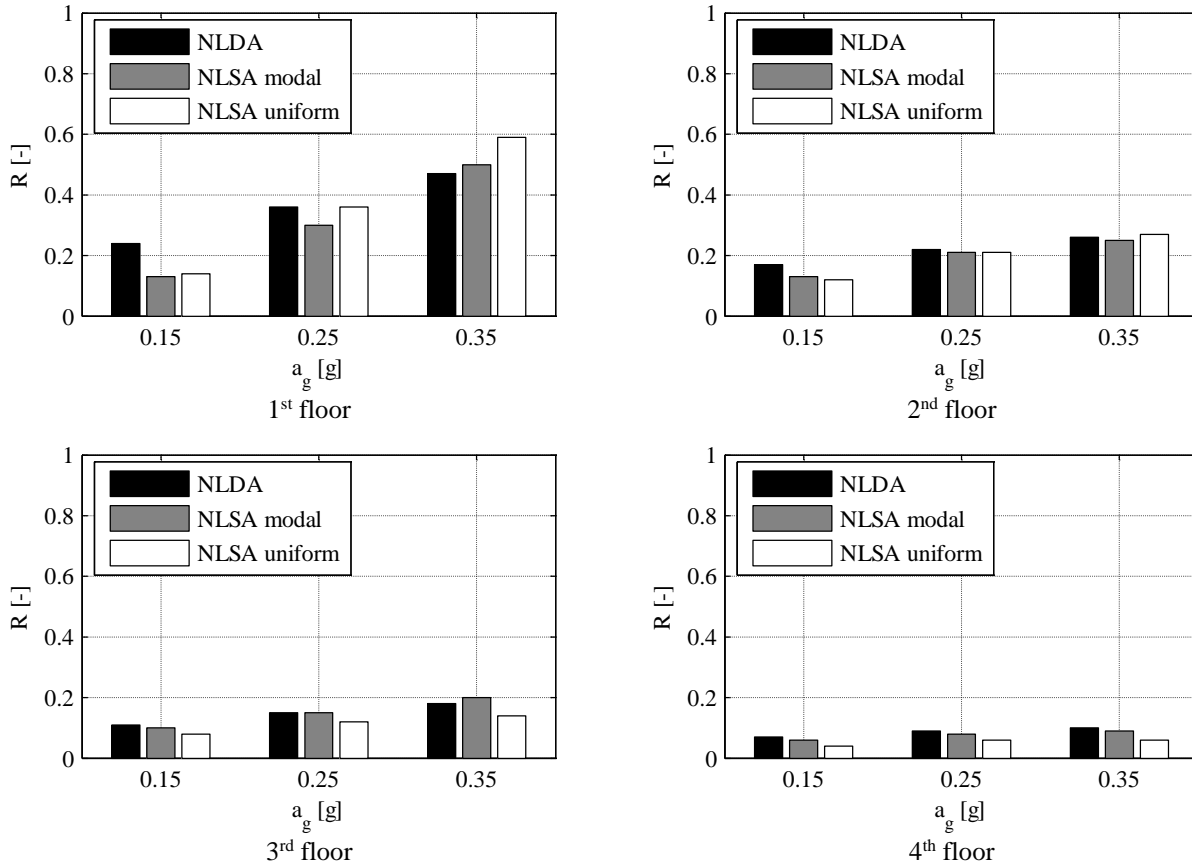 1
0.8
0.6
0.4
0.2
0
R [-]
NLDA
NLSA modal
NLSA uniform
0.15
0.25
0.35
a_g [g]
1st floor
1
0.8
0.6
0.4
0.2
0
R [-]
NLDA
NLSA modal
NLSA uniform
0.15
0.25
0.35
a_g [g]
2nd floor
1
0.8
0.6
0.4
0.2
0
R [-]
NLDA
NLSA modal
NLSA uniform
0.15
0.25
0.35
a_g [g]
3rd floor
1
0.8
0.6
0.4
0.2
0
R [-]
NLDA
NLSA modal
NLSA uniform
0.15
0.25
0.35
a_g [g]
4th floor